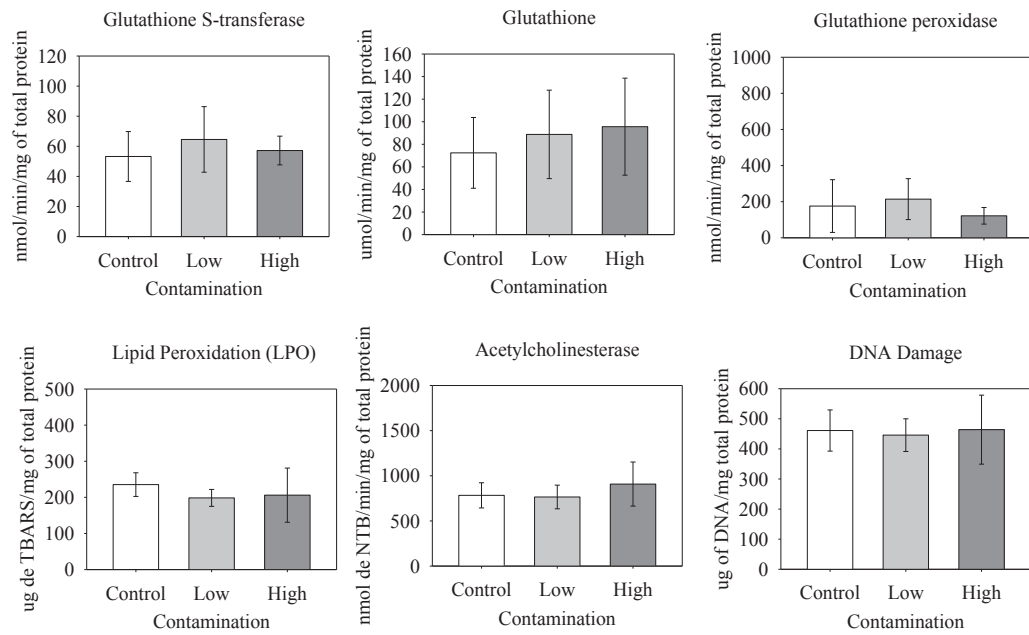 Glutathione S-transferase
nmol/min/mg of total protein
120
100
80
60
40
20
0
Control Low High
Contamination
Glutathione
umol/min/mg of total protein
160
140
120
100
80
60
40
20
0
Control Low High
Contamination
Glutathione peroxidase
nmol/min/mg of total protein
1000
800
600
400
200
0
Control Low High
Contamination
Lipid Peroxidation (LPO)
ug de TBARS/mg of total protein
500
400
300
200
100
0
Control Low High
Contamination
Acetylcholinesterase
nmol de NTB/min/mg of total protein
2000
1500
1000
500
0
Control Low High
Contamination
DNA Damage
ug of DNA/mg total protein
600
500
400
300
200
100
0
Control Low High
Contamination